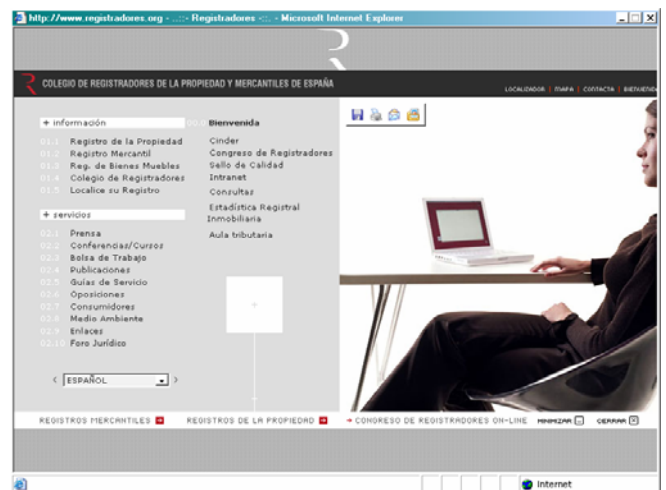 http://www.registradores.org - ..::- Registradores -::. - Microsoft Internet Explorer
COLEGIO DE REGISTRADORES DE LA PROPIEDAD Y MERCANTILES DE ESPAÑA
LOCALIZADOR | MAPA | CONTACTA | BIENVENIDA
+ información
01.1 Registro de la Propiedad
01.2 Registro Mercantil
01.3 Reg. de Bienes Muebles
01.4 Colegio de Registradores
01.5 Localice su Registro
+ servicios
02.1 Prensa
02.2 Conferencias/Cursos
02.3 Bolsa de Trabajo
02.4 Publicaciones
02.5 Guías de Servicio
02.6 Oposiciones
02.7 Consumidores
02.8 Medio Ambiente
02.9 Enlaces
02.10 Foro Jurídico
< ESPAÑOL >
00.0 Bienvenida
Cinder
Congreso de Registradores
Sello de Calidad
Intranet
Consultas
Estadística Registral
Inmobiliaria
Aula tributaria
REGISTROS MERCANTILES
REGISTROS DE LA PROPIEDAD
CONGRESO DE REGISTRADORES ON-LINE
MINIMIZAR
CERRAR
Internet